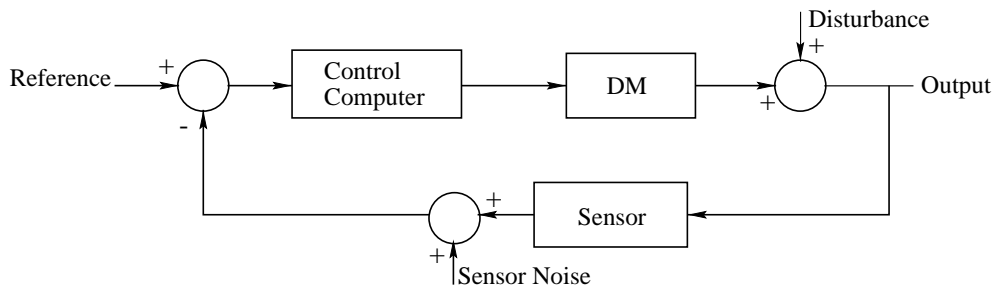 Disturbance
+
Reference
+
Control
Computer
DM
+
Output
-
+
Sensor
+
Sensor Noise